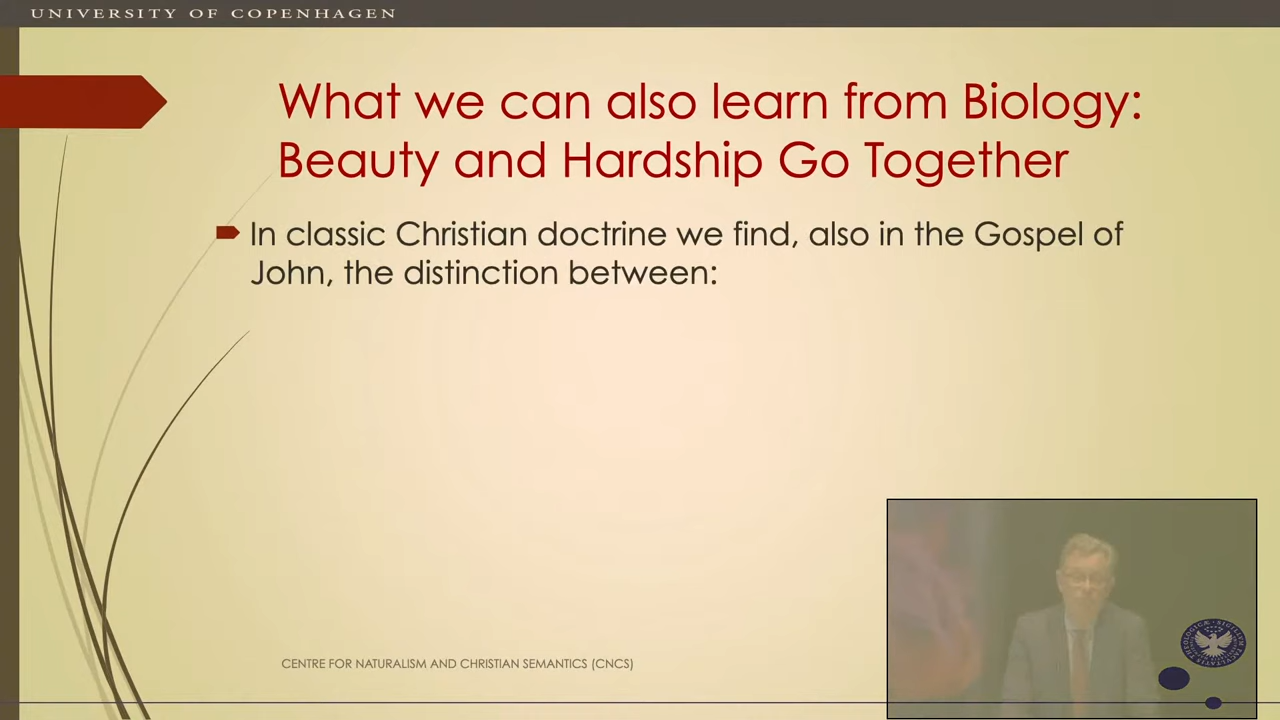 UNIVERSITY OF COPENHAGEN
What we can also learn from Biology:
Beauty and Hardship Go Together
In classic Christian doctrine we find, also in the Gospel of
John, the distinction between:
CENTRE FOR NATURALISM AND CHRISTIAN SEMANTICS (CNCS)